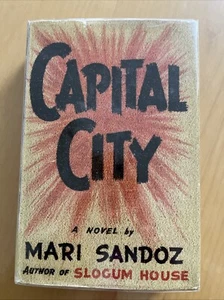 CAPITAL
CITY
A NOVEL by
MARI SANDOZ
AUTHOR OF SLOGUM HOUSE